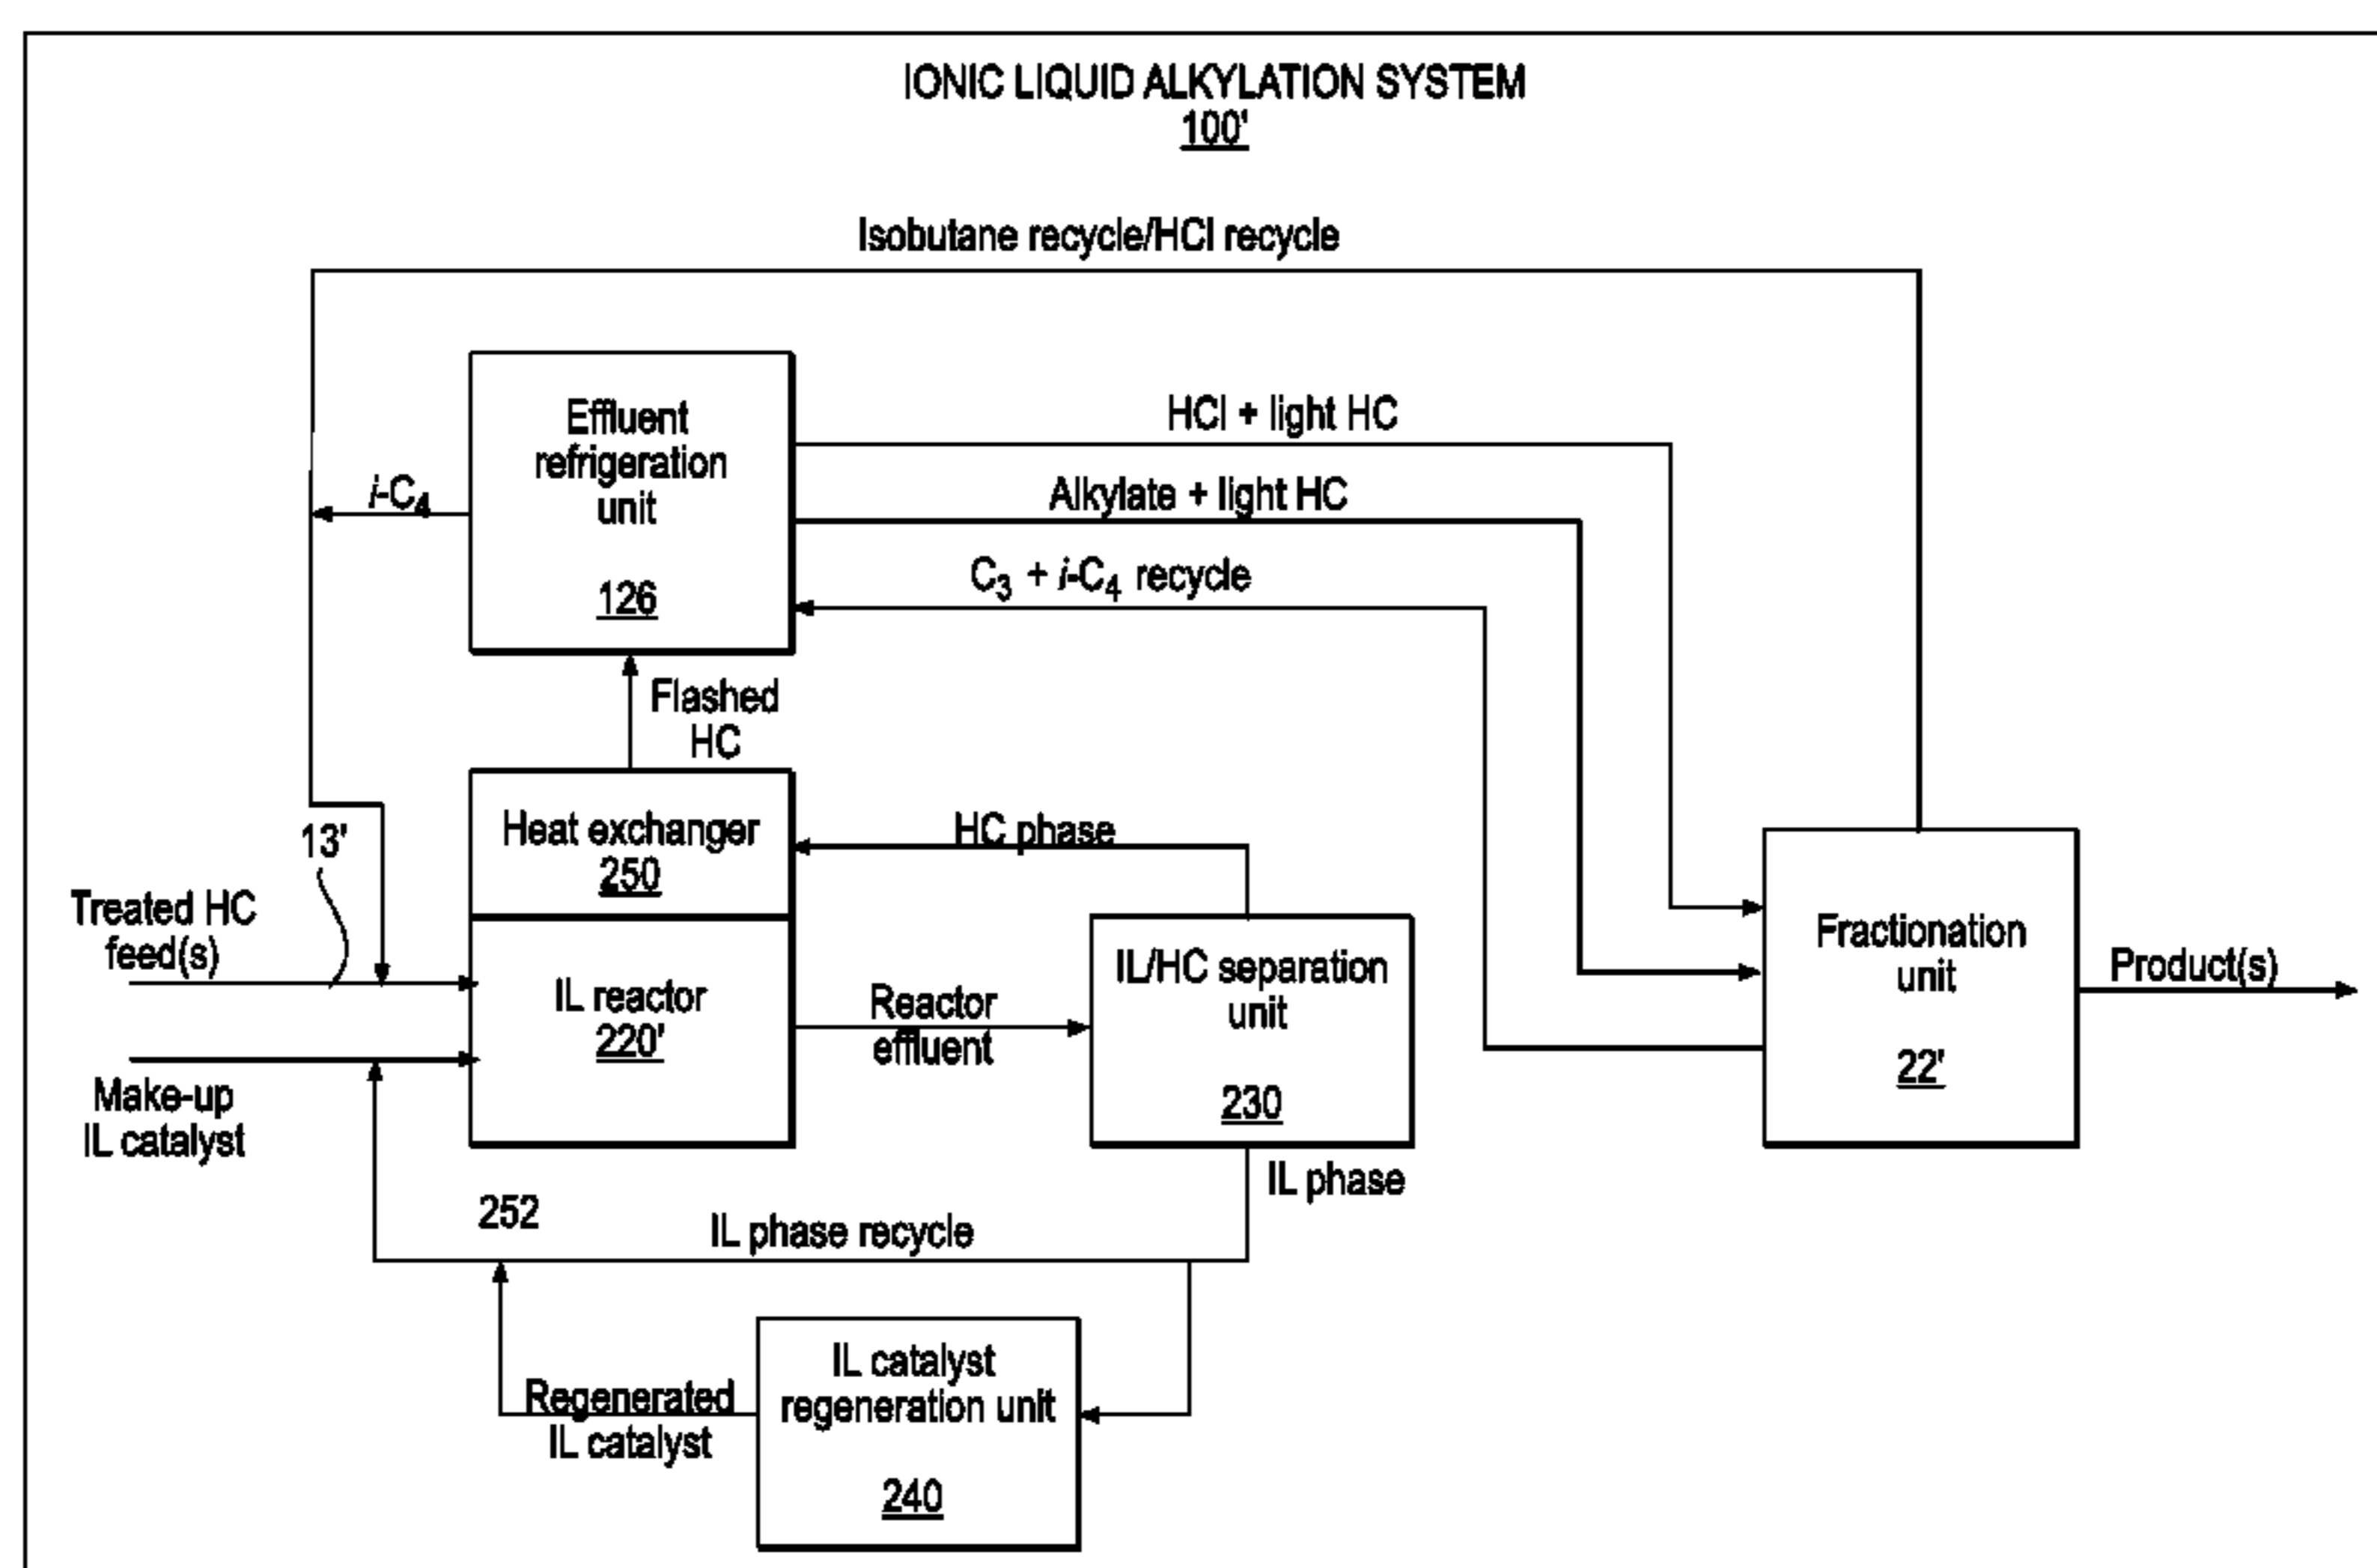 IONIC LIQUID ALKYLATION SYSTEM
100'
Isobutane recycle/HCl recycle
Effluent
refrigeration
unit
126
HCl + light HC
i-C4
Alkylate + light HC
C3 + i-C4 recycle
Flashed
HC
Heat exchanger
250
HC phase
13'
Treated HC
feed(s)
IL reactor
220'
Reactor
effluent
IL/HC separation
unit
230
Fractionation
unit
22'
Product(s)
Make-up
IL catalyst
IL phase
252
IL phase recycle
Regenerated
IL catalyst
IL catalyst
regeneration unit
240